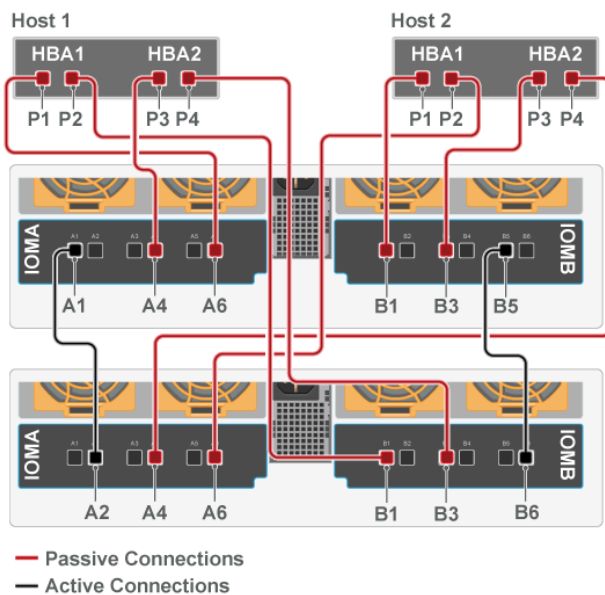 Host 1
Host 2
HBA1 HBA2
HBA1 HBA2
P1 P2 P3 P4
P1 P2 P3 P4
IOMA
A1 A2 A3 A5
B2 B4 B5 B6
IOMB
A1 A4 A6
B1 B3 B5
IOMA
A1 A3 A5
B1 B2 B4 B5
IOMB
A2 A4 A6
B1 B3 B6
Passive Connections
Active Connections